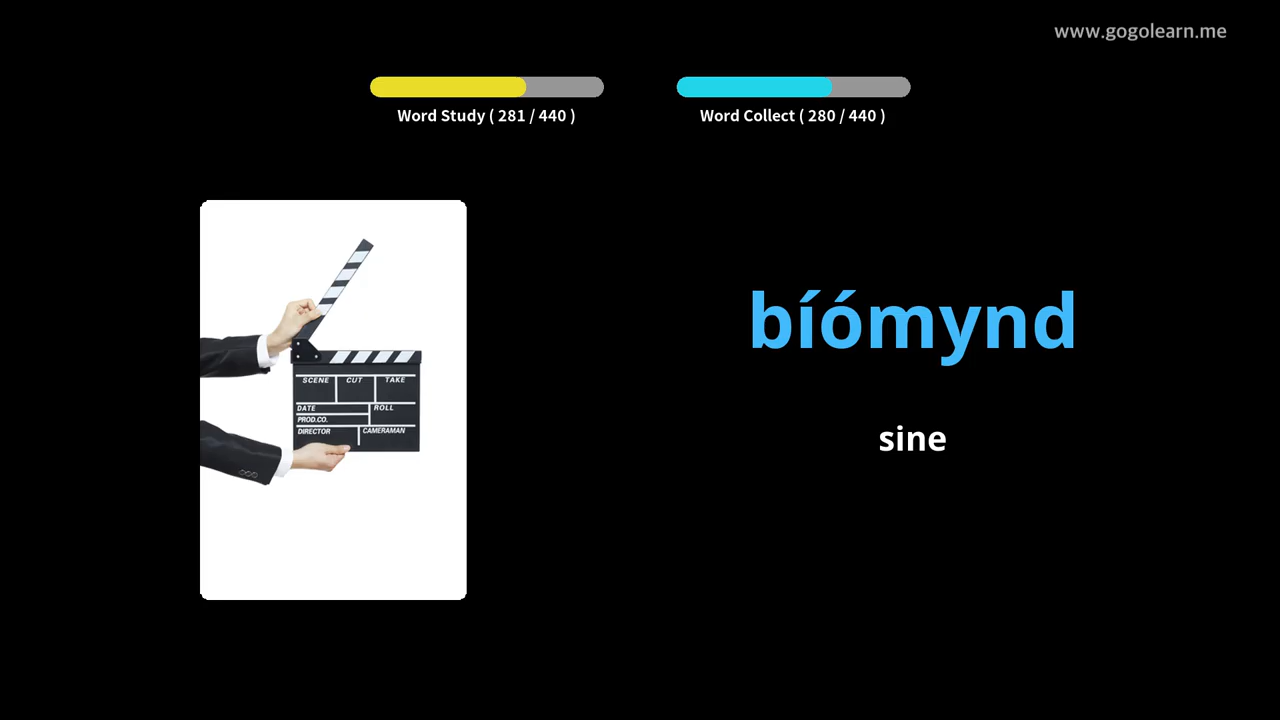 www.gogolearn.me
Word Study ( 281 / 440 )
Word Collect ( 280 / 440 )
bíómynd
sine
SCENE CUT TAKE
DATE ROLL
PROD.CO.
DIRECTOR CAMERAMAN